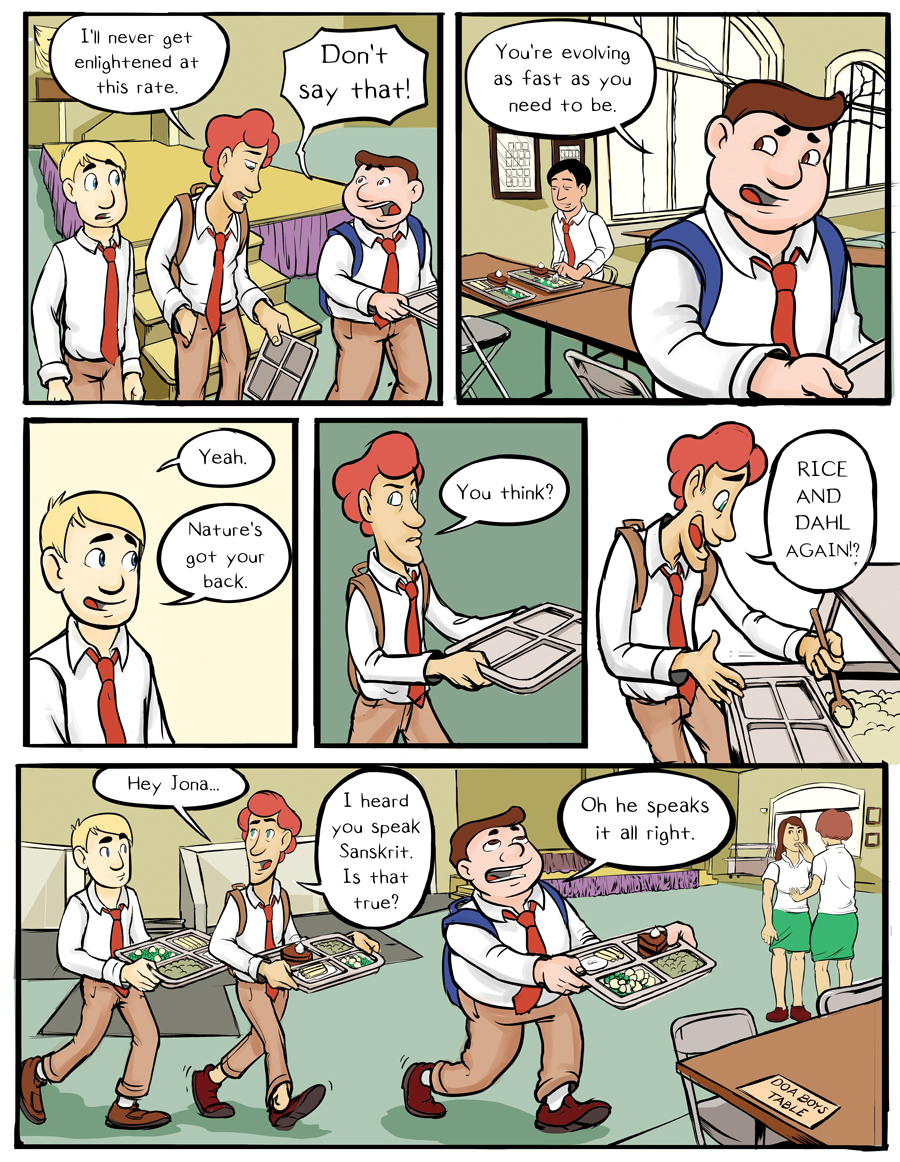 I'll never get
enlightened at
this rate.
Don't
say that!
You're evolving
as fast as you
need to be.
Yeah.
Nature's
got your
back.
You think?
RICE
AND
DAHL
AGAIN!?
Hey Jona...
I heard
you speak
Sanskrit.
Is that
true?
Oh he speaks
it all right.
DOA BOYS
TABLE